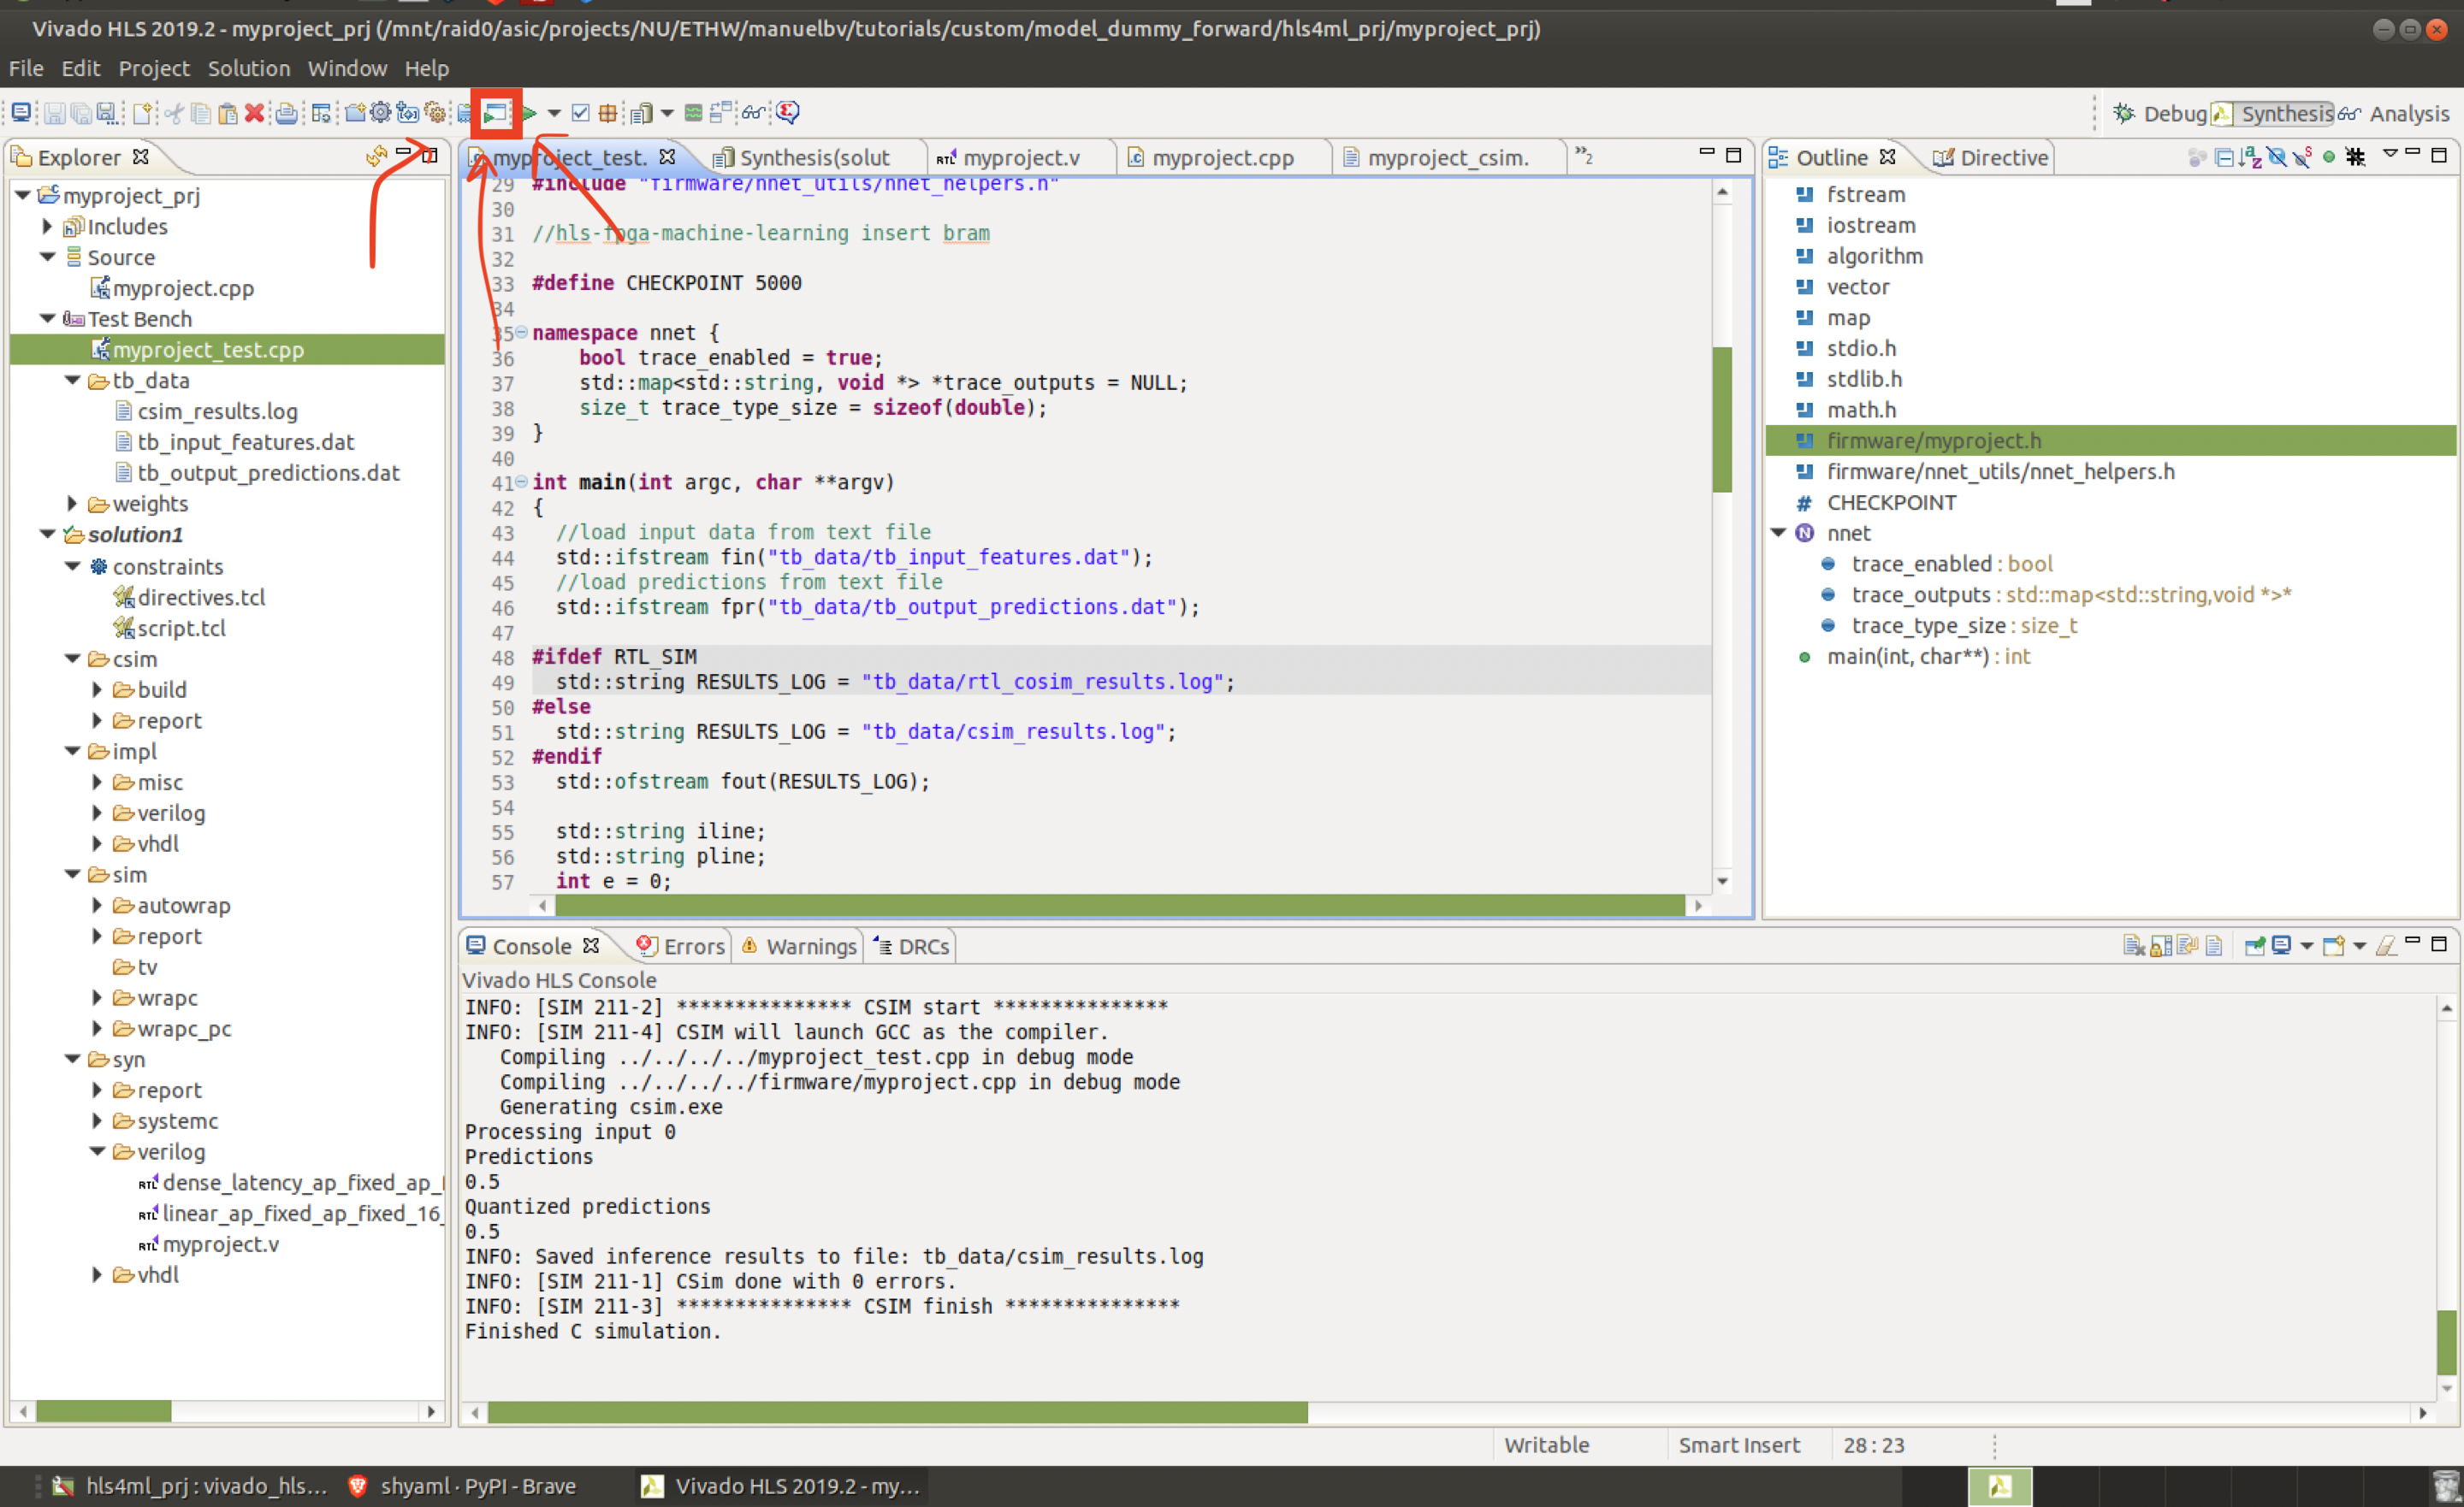 Vivado HLS 2019.2 - myproject_prj (/mnt/raid0/asic/projects/NU/ETHW/manuelbv/tutorials/custom/model_dummy_forward/hls4ml_prj/myproject_prj)
File Edit Project Solution Window Help
Debug Synthesis Analysis
Explorer
myproject_prj
Includes
Source
myproject.cpp
Test Bench
myproject_test.cpp
tb_data
csim_results.log
tb_input_features.dat
tb_output_predictions.dat
weights
solution1
constraints
directives.tcl
script.tcl
csim
build
report
impl
misc
verilog
vhdl
sim
autowrap
report
tv
wrapc
wrapc_pc
syn
report
systemc
verilog
dense_latency_ap_fixed_ap_
linear_ap_fixed_ap_fixed_16_
myproject.v
vhdl
myproject_test. Synthesis(solut myproject.v myproject.cpp myproject_csim. »2
29 #include "firmware/nnet_utils/nnet_helpers.h"
30
31 //hls-fpga-machine-learning insert bram
32
33 #define CHECKPOINT 5000
34
35 namespace nnet {
36 bool trace_enabled = true;
37 std::map<std::string, void *> *trace_outputs = NULL;
38 size_t trace_type_size = sizeof(double);
39 }
40
41 int main(int argc, char **argv)
42 {
43 //load input data from text file
44 std::ifstream fin("tb_data/tb_input_features.dat");
45 //load predictions from text file
46 std::ifstream fpr("tb_data/tb_output_predictions.dat");
47
48 #ifdef RTL_SIM
49 std::string RESULTS_LOG = "tb_data/rtl_cosim_results.log";
50 #else
51 std::string RESULTS_LOG = "tb_data/csim_results.log";
52 #endif
53 std::ofstream fout(RESULTS_LOG);
54
55 std::string iline;
56 std::string pline;
57 int e = 0;
Outline Directive
fstream
iostream
algorithm
vector
map
stdio.h
stdlib.h
math.h
firmware/myproject.h
firmware/nnet_utils/nnet_helpers.h
# CHECKPOINT
N nnet
trace_enabled : bool
trace_outputs : std::map<std::string,void *>*
trace_type_size : size_t
main(int, char**) : int
Console Errors Warnings DRCs
Vivado HLS Console
INFO: [SIM 211-2] *************** CSIM start ***************
INFO: [SIM 211-4] CSIM will launch GCC as the compiler.
Compiling ../../../../myproject_test.cpp in debug mode
Compiling ../../../../firmware/myproject.cpp in debug mode
Generating csim.exe
Processing input 0
Predictions
0.5
Quantized predictions
0.5
INFO: Saved inference results to file: tb_data/csim_results.log
INFO: [SIM 211-1] CSim done with 0 errors.
INFO: [SIM 211-3] *************** CSIM finish ***************
Finished C simulation.
Writable Smart Insert 28 : 23
hls4ml_prj : vivado_hls... shyaml · PyPI - Brave Vivado HLS 2019.2 - my...